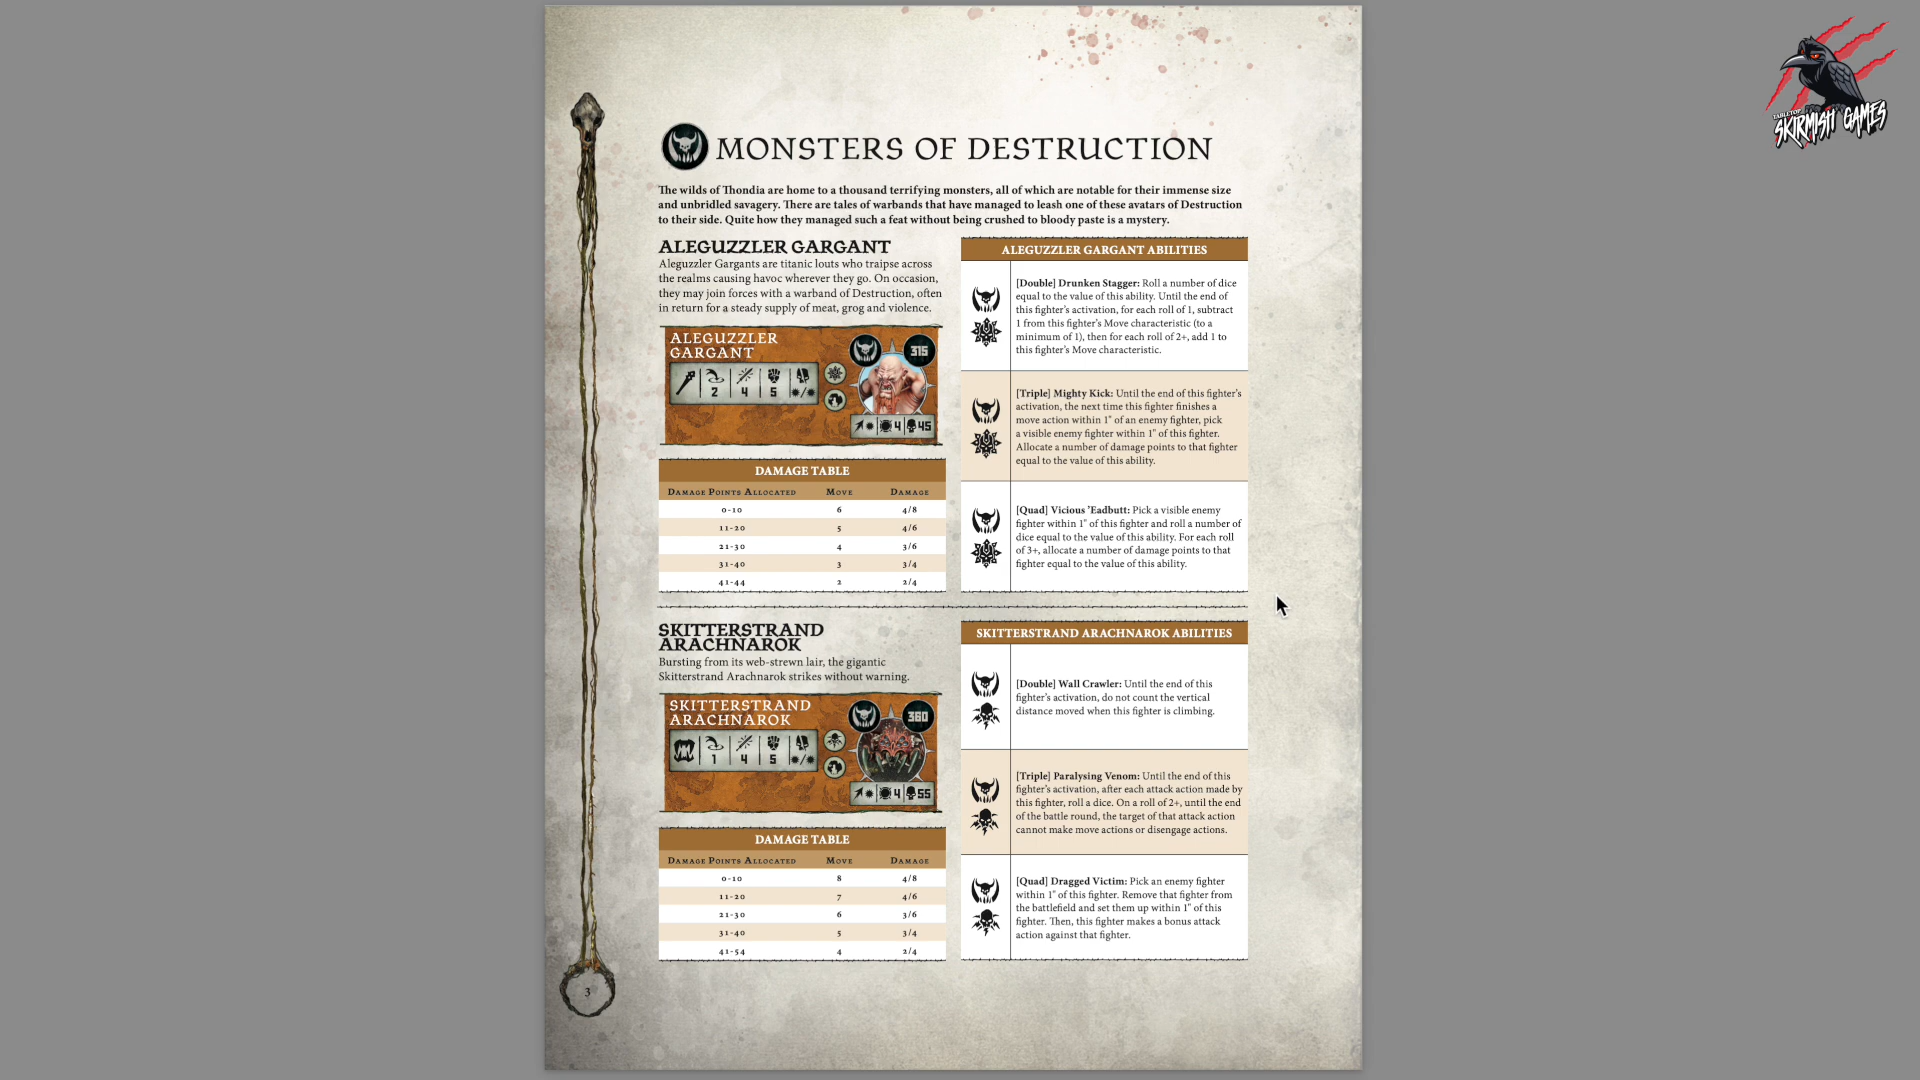 TABLETOP
SKIRMISH GAMES
MONSTERS OF DESTRUCTION
The wilds of Thondia are home to a thousand terrifying monsters, all of which are notable for their immense size
and unbridled savagery. There are tales of warbands that have managed to leash one of these avatars of Destruction
to their side. Quite how they managed such a feat without being crushed to bloody paste is a mystery.
ALEGUZZLER GARGANT
Aleguzzler Gargants are titanic louts who traipse across
the realms causing havoc wherever they go. On occasion,
they may join forces with a warband of Destruction, often
in return for a steady supply of meat, grog and violence.
ALEGUZZLER
GARGANT
315
2 4 5 */*
* 4 45
DAMAGE TABLE
DAMAGE POINTS ALLOCATED MOVE DAMAGE
0-10 6 4/8
11-20 5 4/6
21-30 4 3/6
31-40 3 3/4
41-44 2 2/4
ALEGUZZLER GARGANT ABILITIES
[Double] Drunken Stagger: Roll a number of dice
equal to the value of this ability. Until the end of
this fighter's activation, for each roll of 1, subtract
1 from this fighter's Move characteristic (to a
minimum of 1), then for each roll of 2+, add 1 to
this fighter's Move characteristic.
[Triple] Mighty Kick: Until the end of this fighter's
activation, the next time this fighter finishes a
move action within 1" of an enemy fighter, pick
a visible enemy fighter within 1" of this fighter.
Allocate a number of damage points to that fighter
equal to the value of this ability.
[Quad] Vicious 'Eadbutt: Pick a visible enemy
fighter within 1" of this fighter and roll a number of
dice equal to the value of this ability. For each roll
of 3+, allocate a number of damage points to that
fighter equal to the value of this ability.
SKITTERSTRAND
ARACHNAROK
Bursting from its web-strewn lair, the gigantic
Skitterstrand Arachnarok strikes without warning.
SKITTERSTRAND
ARACHNAROK
360
1 4 5 */*
* 4 55
DAMAGE TABLE
DAMAGE POINTS ALLOCATED MOVE DAMAGE
0-10 8 4/8
11-20 7 4/6
21-30 6 3/6
31-40 5 3/4
41-54 4 2/4
SKITTERSTRAND ARACHNAROK ABILITIES
[Double] Wall Crawler: Until the end of this
fighter's activation, do not count the vertical
distance moved when this fighter is climbing.
[Triple] Paralysing Venom: Until the end of this
fighter's activation, after each attack action made by
this fighter, roll a dice. On a roll of 2+, until the end
of the battle round, the target of that attack action
cannot make move actions or disengage actions.
[Quad] Dragged Victim: Pick an enemy fighter
within 1" of this fighter. Remove that fighter from
the battlefield and set them up within 1" of this
fighter. Then, this fighter makes a bonus attack
action against that fighter.
3